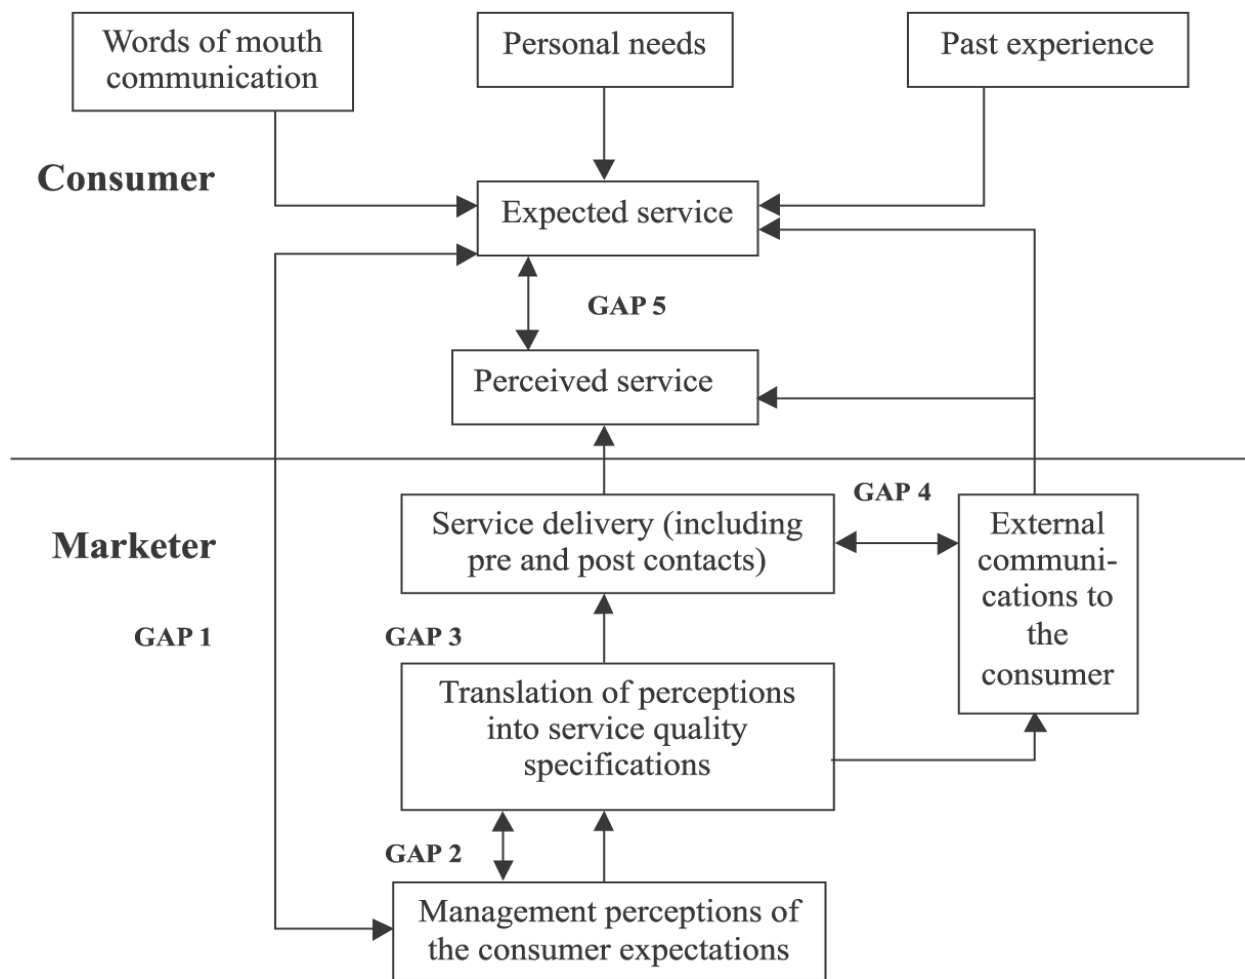 Words of mouth
communication
Personal needs
Past experience
Consumer
Expected service
GAP 5
Perceived service
GAP 4
Service delivery (including
pre and post contacts)
External
communi-
cations to
the
consumer
Marketer
GAP 1
GAP 3
Translation of perceptions
into service quality
specifications
GAP 2
Management perceptions of
the consumer expectations